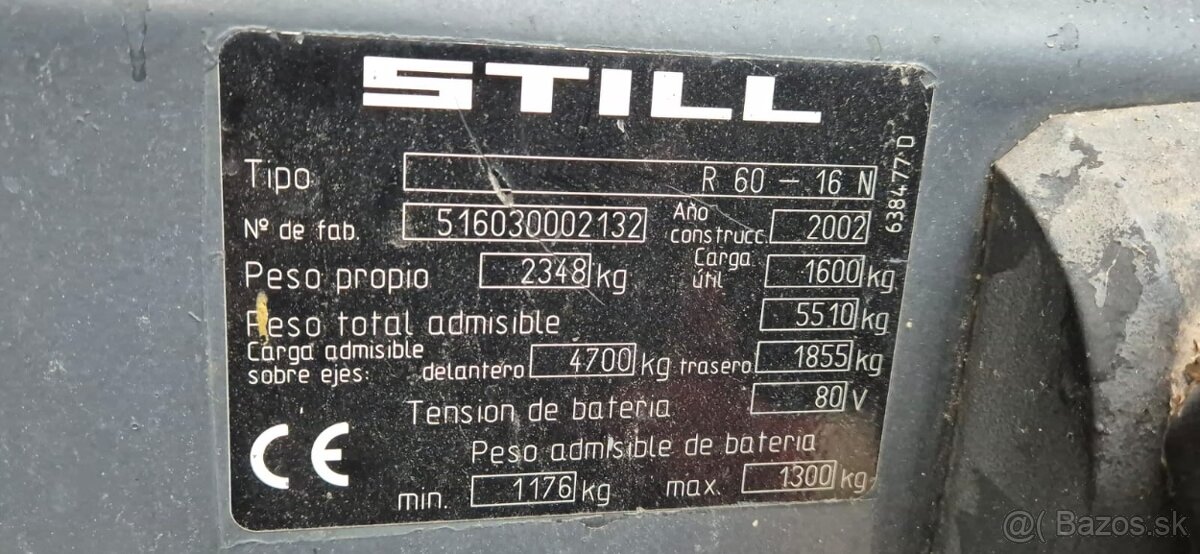 STILL
Tipo R 60 - 16 N
Nº de fab. 516030002132 Año construcc. 2002
Peso propio 2348 kg Carga útil 1600 kg
Peso total admisible 5510 kg
Carga admisible sobre ejes: delantero 4700 kg trasero 1855 kg
Tension de bateria 80 V
Peso admisible de bateria
CE min. 1176 kg max. 1300 kg
638477 D
@( Bazos.sk